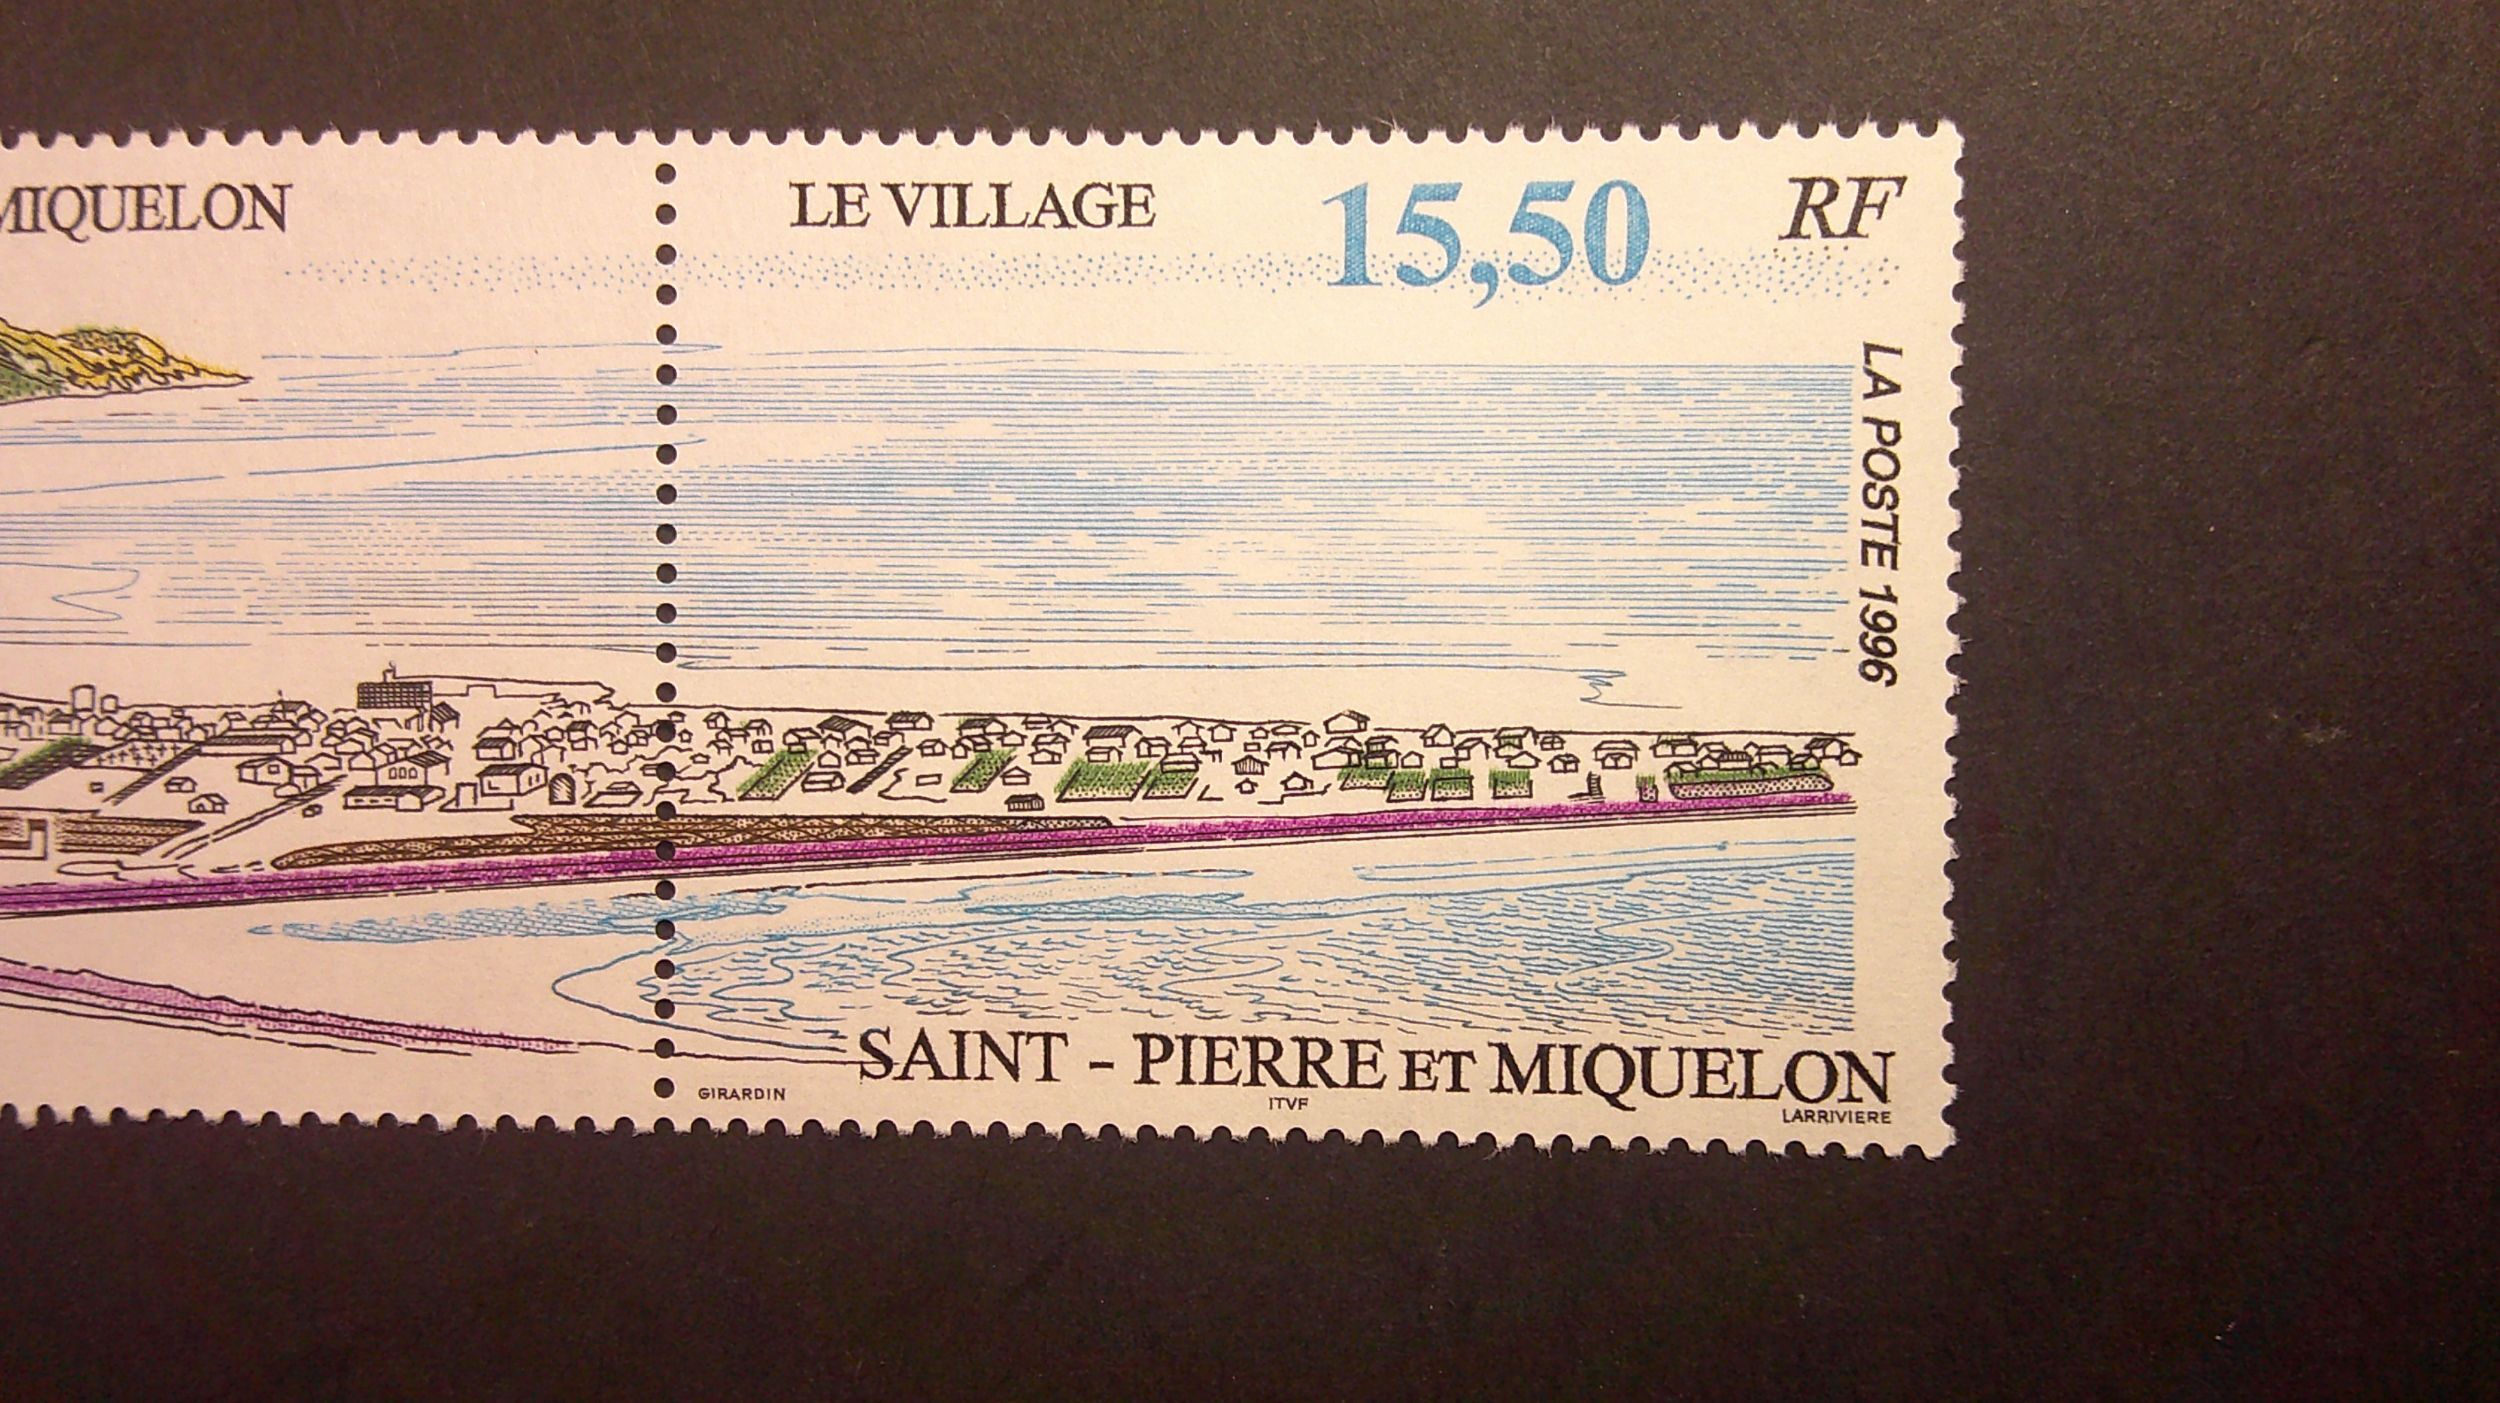 MIQUELON
LE VILLAGE
15,50
RF
LA POSTE 1996
SAINT - PIERRE ET MIQUELON
GIRARDIN
ITVF
LARRIVIERE